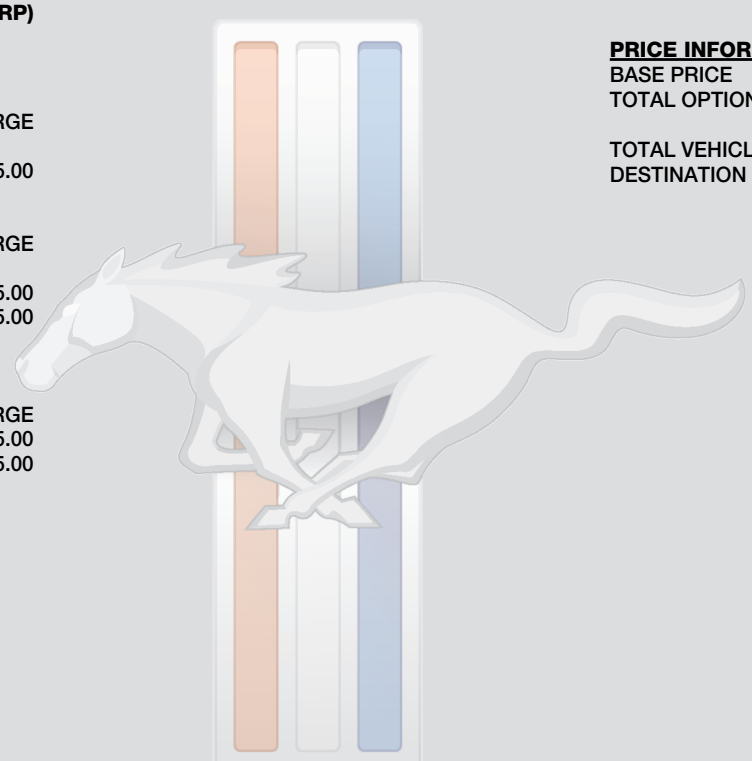 RP)
RGE
5.00
RGE
5.00
5.00
RGE
5.00
5.00
PRICE INFOR
BASE PRICE
TOTAL OPTION
TOTAL VEHICL
DESTINATION